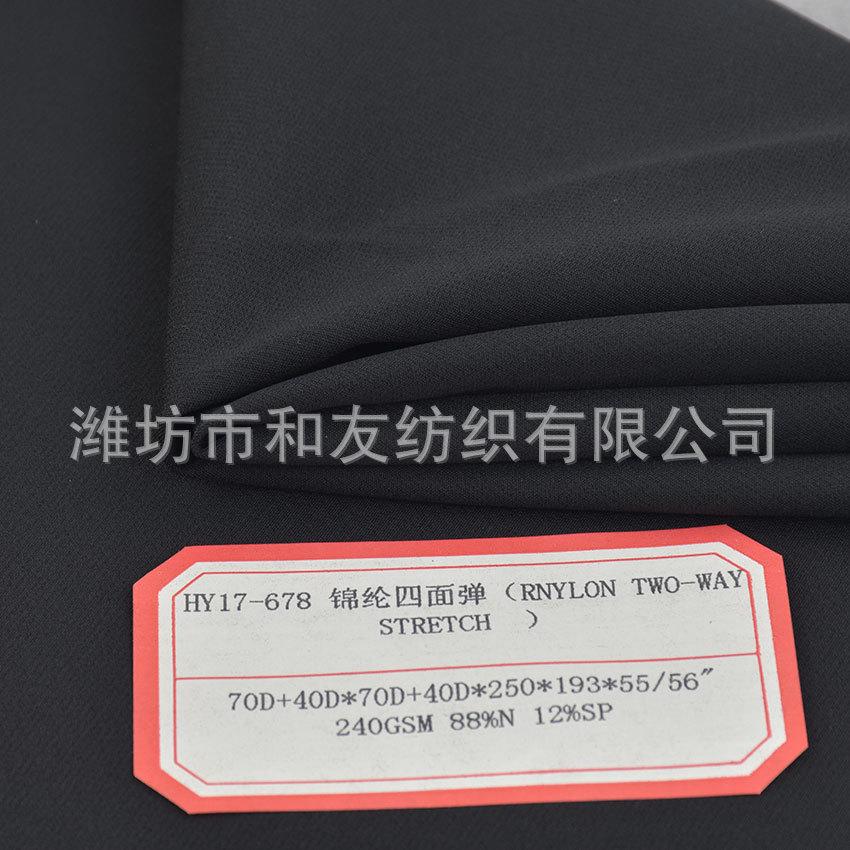 潍坊市和友纺织有限公司
HY17-678 锦纶四面弹（RNYLON TWO-WAY
STRETCH ）
70D+40D*70D+40D*250*193*55/56"
240GSM 88%N 12%SP